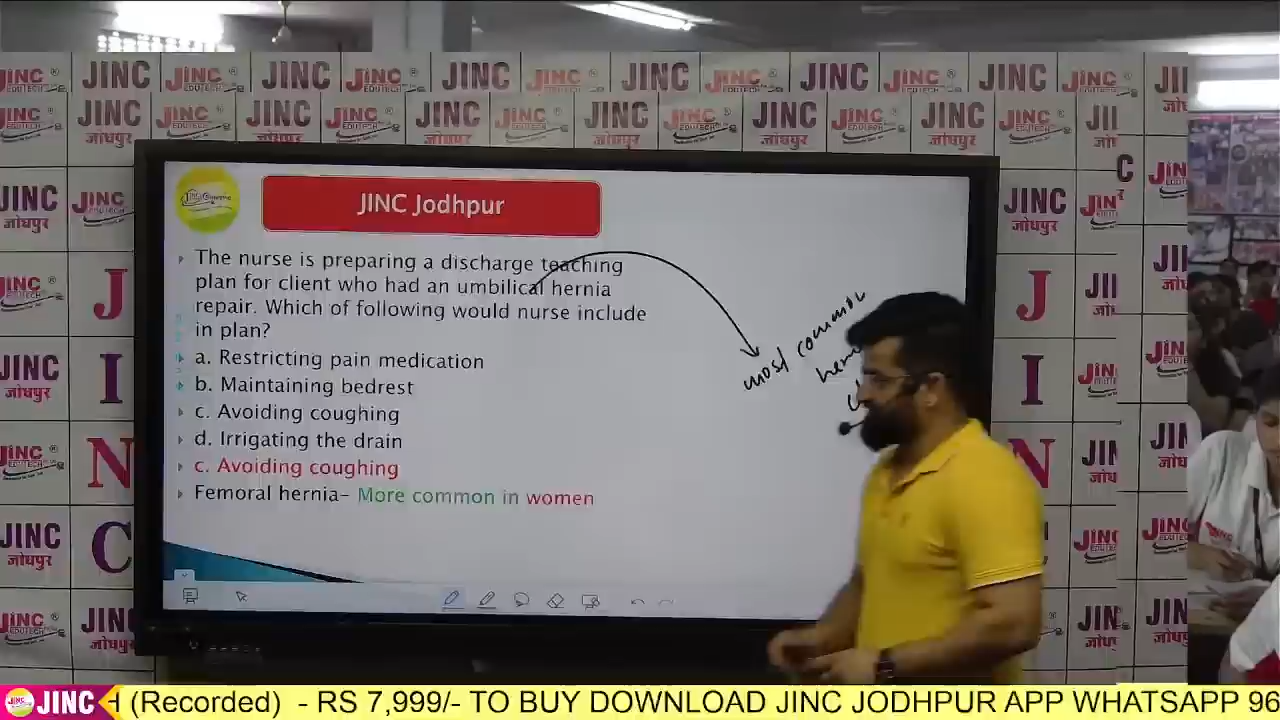 JINC Jodhpur
The nurse is preparing a discharge teaching
plan for client who had an umbilical hernia
repair. Which of following would nurse include
in plan?
a. Restricting pain medication
b. Maintaining bedrest
c. Avoiding coughing
d. Irrigating the drain
c. Avoiding coughing
Femoral hernia- More common in women
most common
JINC
जोधपुर
JINC
EDUTECH
J
I
N
C
J
I
N
JINC
(Recorded) - RS 7,999/- TO BUY DOWNLOAD JINC JODHPUR APP WHATSAPP 96